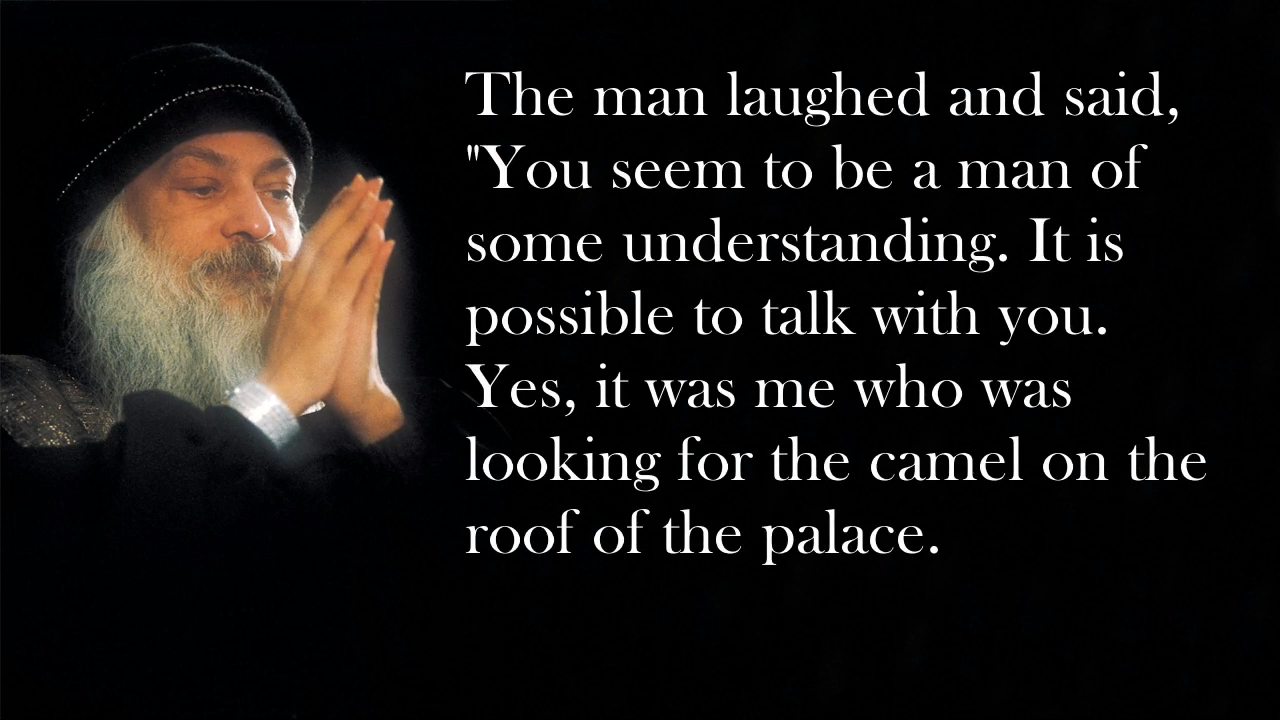 The man laughed and said,
"You seem to be a man of
some understanding. It is
possible to talk with you.
Yes, it was me who was
looking for the camel on the
roof of the palace.